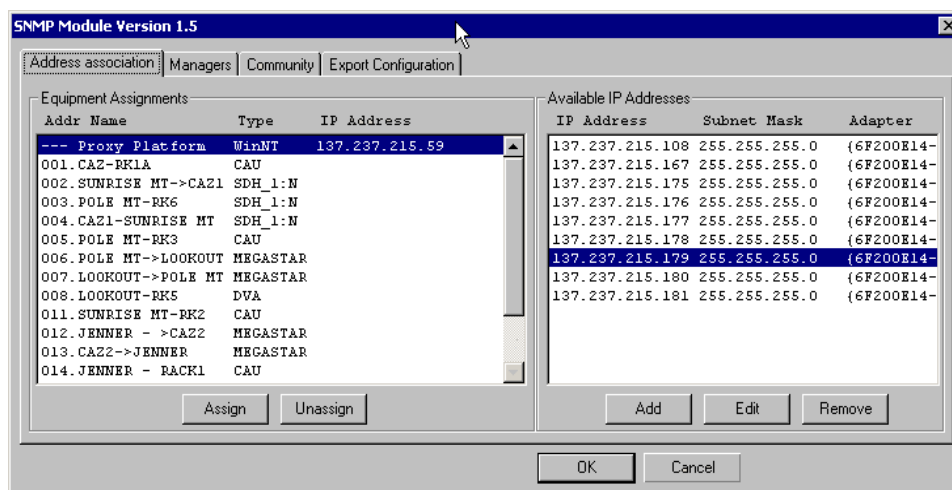 SNMP Module Version 1.5
Address association Managers Community Export Configuration
Equipment Assignments
Addr Name Type IP Address
--- Proxy Platform WinNT 137.237.215.59
001.CAZ-RK1A CAU
002.SUNRISE MT->CAZ1 SDH_1:N
003.POLE MT-RK6 SDH_1:N
004.CAZ1-SUNRISE MT SDH_1:N
005.POLE MT-RK3 CAU
006.POLE MT->LOOKOUT MEGASTAR
007.LOOKOUT->POLE MT MEGASTAR
008.LOOKOUT-RK5 DVA
011.SUNRISE MT-RK2 CAU
012.JENNER - >CAZ2 MEGASTAR
013.CAZ2->JENNER MEGASTAR
014.JENNER - RACK1 CAU
Assign Unassign
Available IP Addresses
IP Address Subnet Mask Adapter
137.237.215.108 255.255.255.0 {6F200E14-
137.237.215.167 255.255.255.0 {6F200E14-
137.237.215.175 255.255.255.0 {6F200E14-
137.237.215.176 255.255.255.0 {6F200E14-
137.237.215.177 255.255.255.0 {6F200E14-
137.237.215.178 255.255.255.0 {6F200E14-
137.237.215.179 255.255.255.0 {6F200E14-
137.237.215.180 255.255.255.0 {6F200E14-
137.237.215.181 255.255.255.0 {6F200E14-
Add Edit Remove
OK Cancel